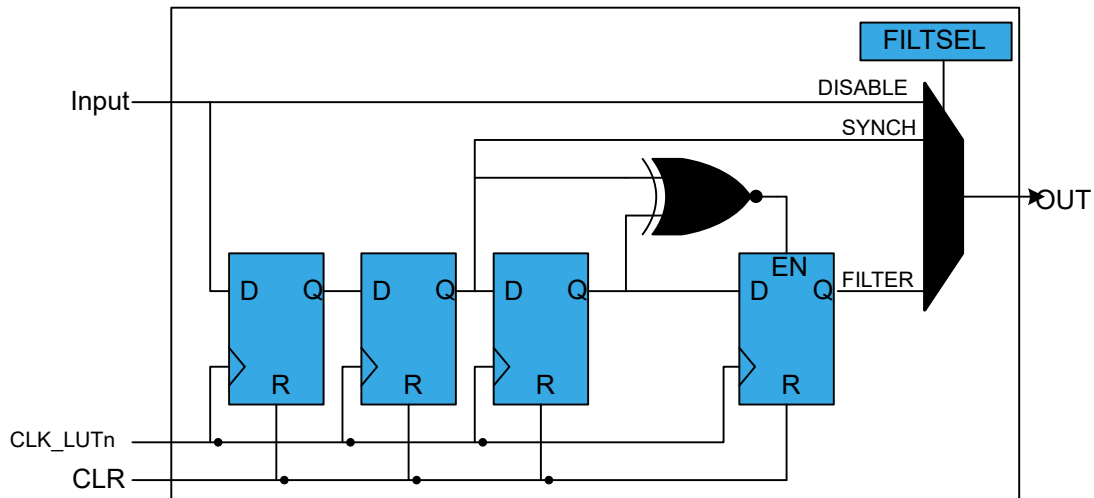 FILTSEL
Input
DISABLE
SYNCH
OUT
EN
D Q D Q D Q D Q
FILTER
R R R R
CLK_LUTn
CLR